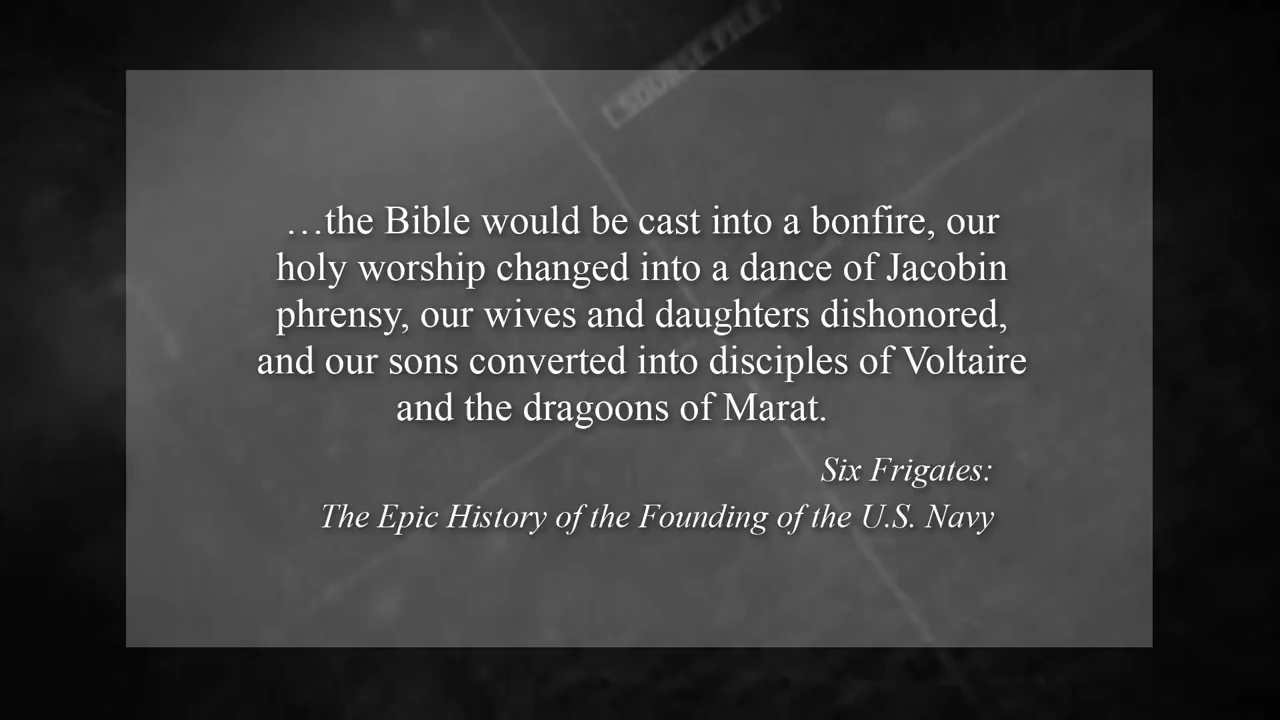 …the Bible would be cast into a bonfire, our
holy worship changed into a dance of Jacobin
phrensy, our wives and daughters dishonored,
and our sons converted into disciples of Voltaire
and the dragoons of Marat.
Six Frigates:
The Epic History of the Founding of the U.S. Navy